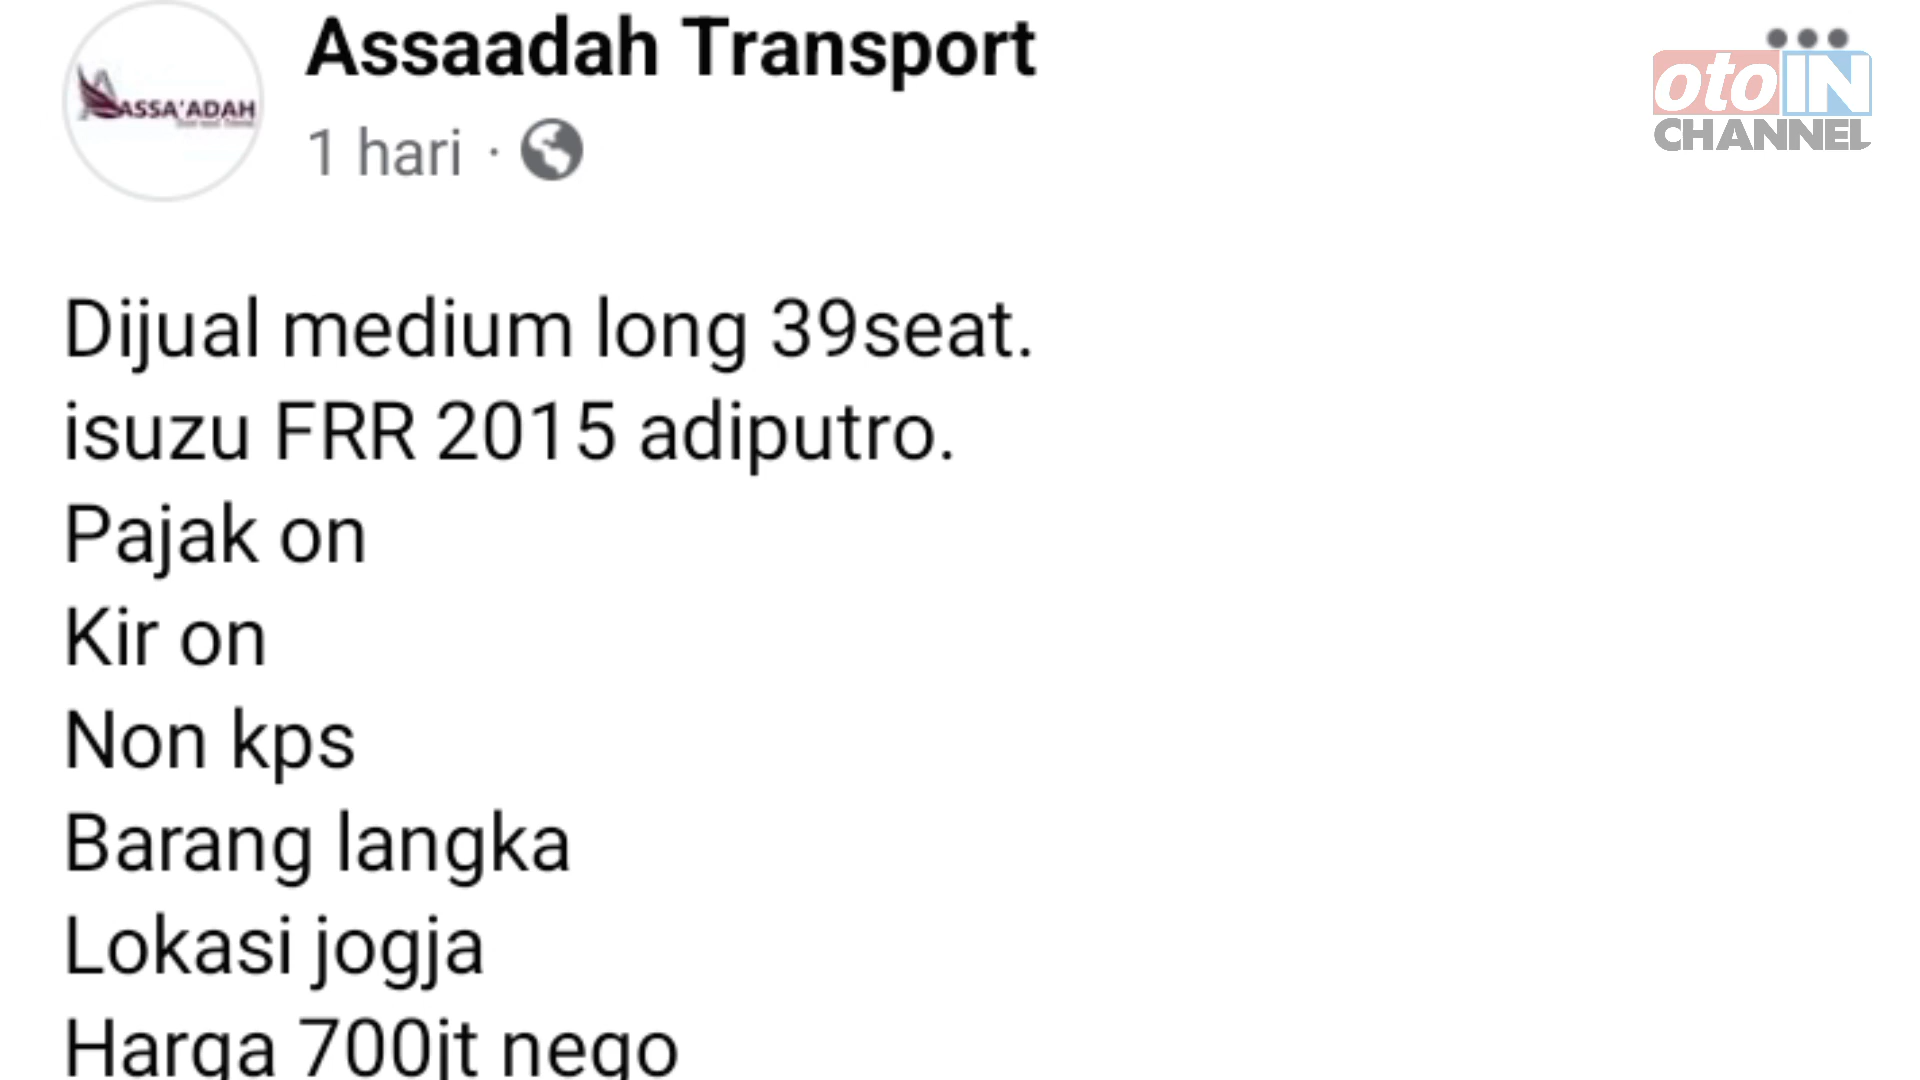 Assaadah Transport
ASSA'ADAH
1 hari ·
otoIN
CHANNEL
Dijual medium long 39seat.
isuzu FRR 2015 adiputro.
Pajak on
Kir on
Non kps
Barang langka
Lokasi jogja
Harga 700jt nego